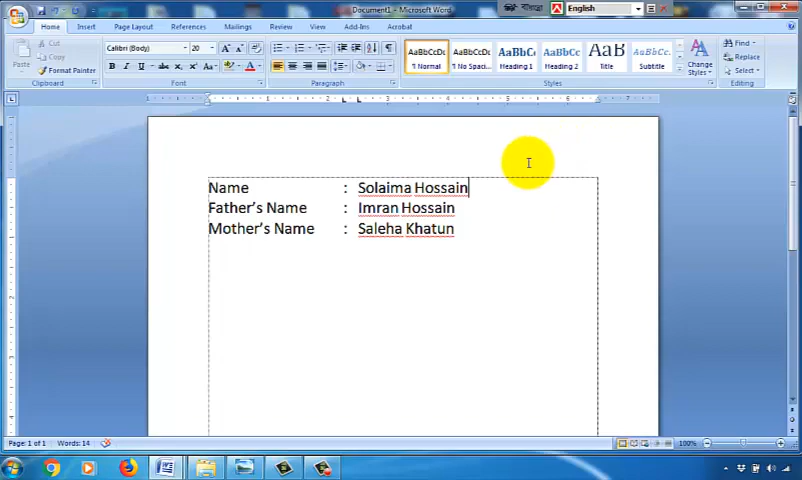 Document1 - Microsoft Word
বাংলা English
Home Insert Page Layout References Mailings Review View Add-Ins Acrobat
Cut
Copy
Format Painter
Paste
Clipboard
Calibri (Body) 20
Font
Paragraph
AaBbCcDc AaBbCcDc AaBbCc AaBbCc AaB AaBbCc.
¶ Normal ¶ No Spaci... Heading 1 Heading 2 Title Subtitle
Change Styles
Styles
Find
Replace
Select
Editing
Name : Solaima Hossain
Father's Name : Imran Hossain
Mother's Name : Saleha Khatun
Page: 1 of 1 Words: 14 100%